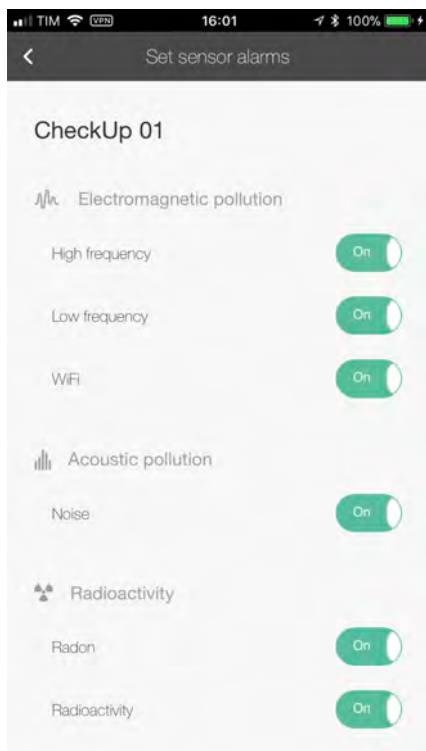 TIM VPN 16:01 100%
Set sensor alarms
CheckUp 01
Electromagnetic pollution
High frequency On
Low frequency On
WiFi On
Acoustic pollution
Noise On
Radioactivity
Radon On
Radioactivity On